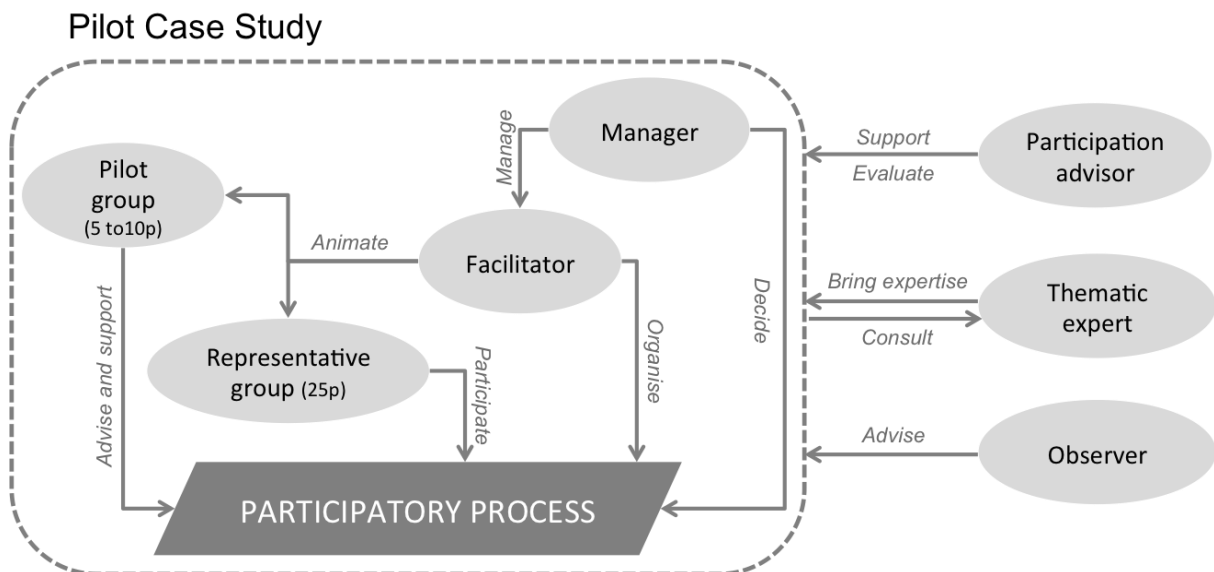 Pilot Case Study
Manager
Manage
Pilot
group
(5 to10p)
Animate
Facilitator
Decide
Advise and support
Representative
group (25p)
Participate
Organise
PARTICIPATORY PROCESS
Support
Evaluate
Participation
advisor
Bring expertise
Consult
Thematic
expert
Advise
Observer